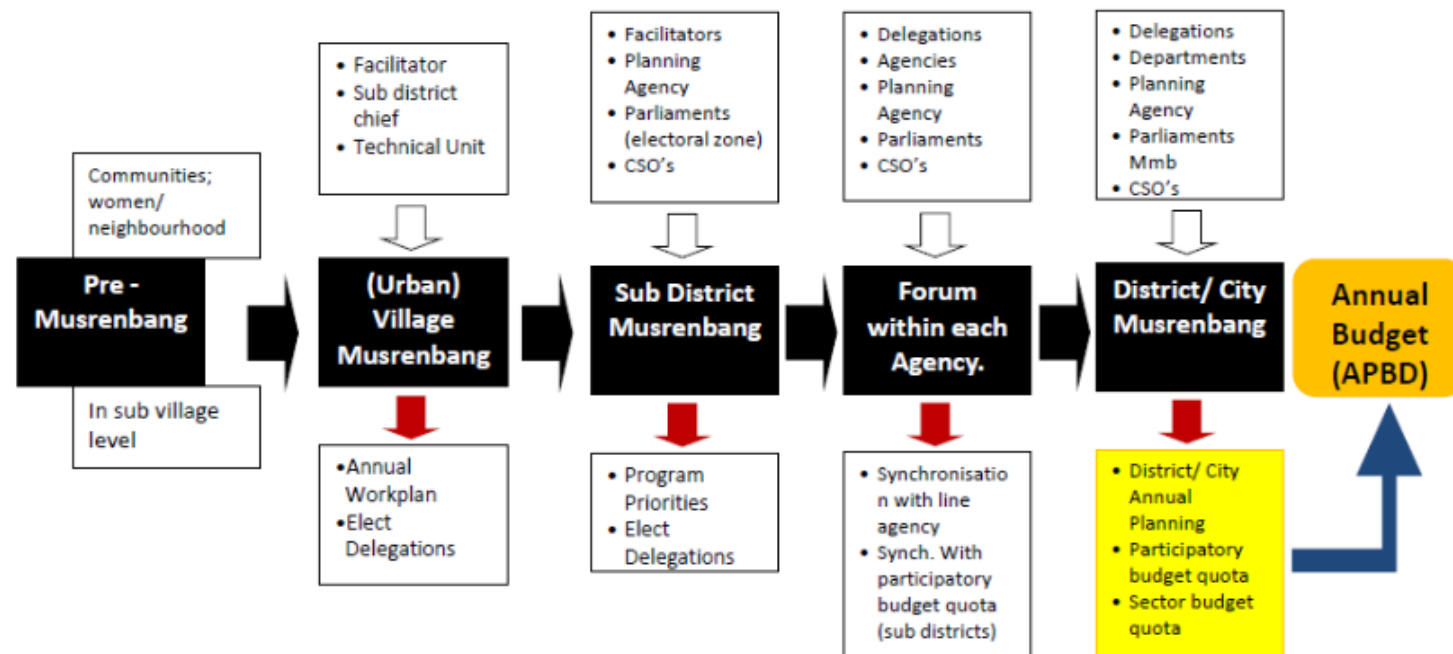 Communities;
women/
neighbourhood
Pre -
Musrenbang
In sub village
level
• Facilitator
• Sub district
chief
• Technical Unit
(Urban)
Village
Musrenbang
•Annual
Workplan
•Elect
Delegations
• Facilitators
• Planning
Agency
• Parliaments
(electoral zone)
• CSO's
Sub District
Musrenbang
• Program
Priorities
• Elect
Delegations
• Delegations
• Agencies
• Planning
Agency
• Parliaments
• CSO's
Forum
within each
Agency.
• Synchronisatio
n with line
agency
• Synch. With
participatory
budget quota
(sub districts)
• Delegations
• Departments
• Planning
Agency
• Parliaments
Mmb
• CSO's
District/ City
Musrenbang
• District/ City
Annual
Planning
• Participatory
budget quota
• Sector budget
quota
Annual
Budget
(APBD)